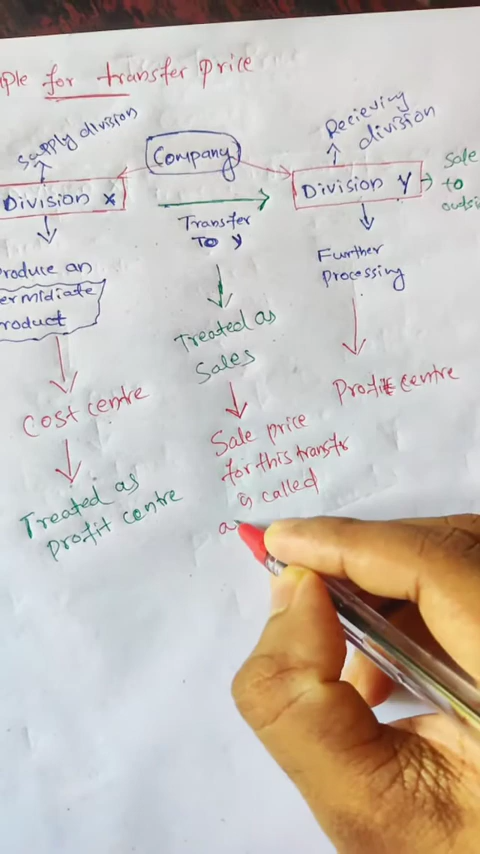 ple for transfer price
supply division
Company
Recieving
division
Division X
Division Y
Sale
to
outsi
Transfer
To Y
roduce an
ermidiate
roduct
Further
Processing
Treated as
Sales
Cost centre
Profit centre
Sale price
for this transfer
is called
as
Treated as
profit centre